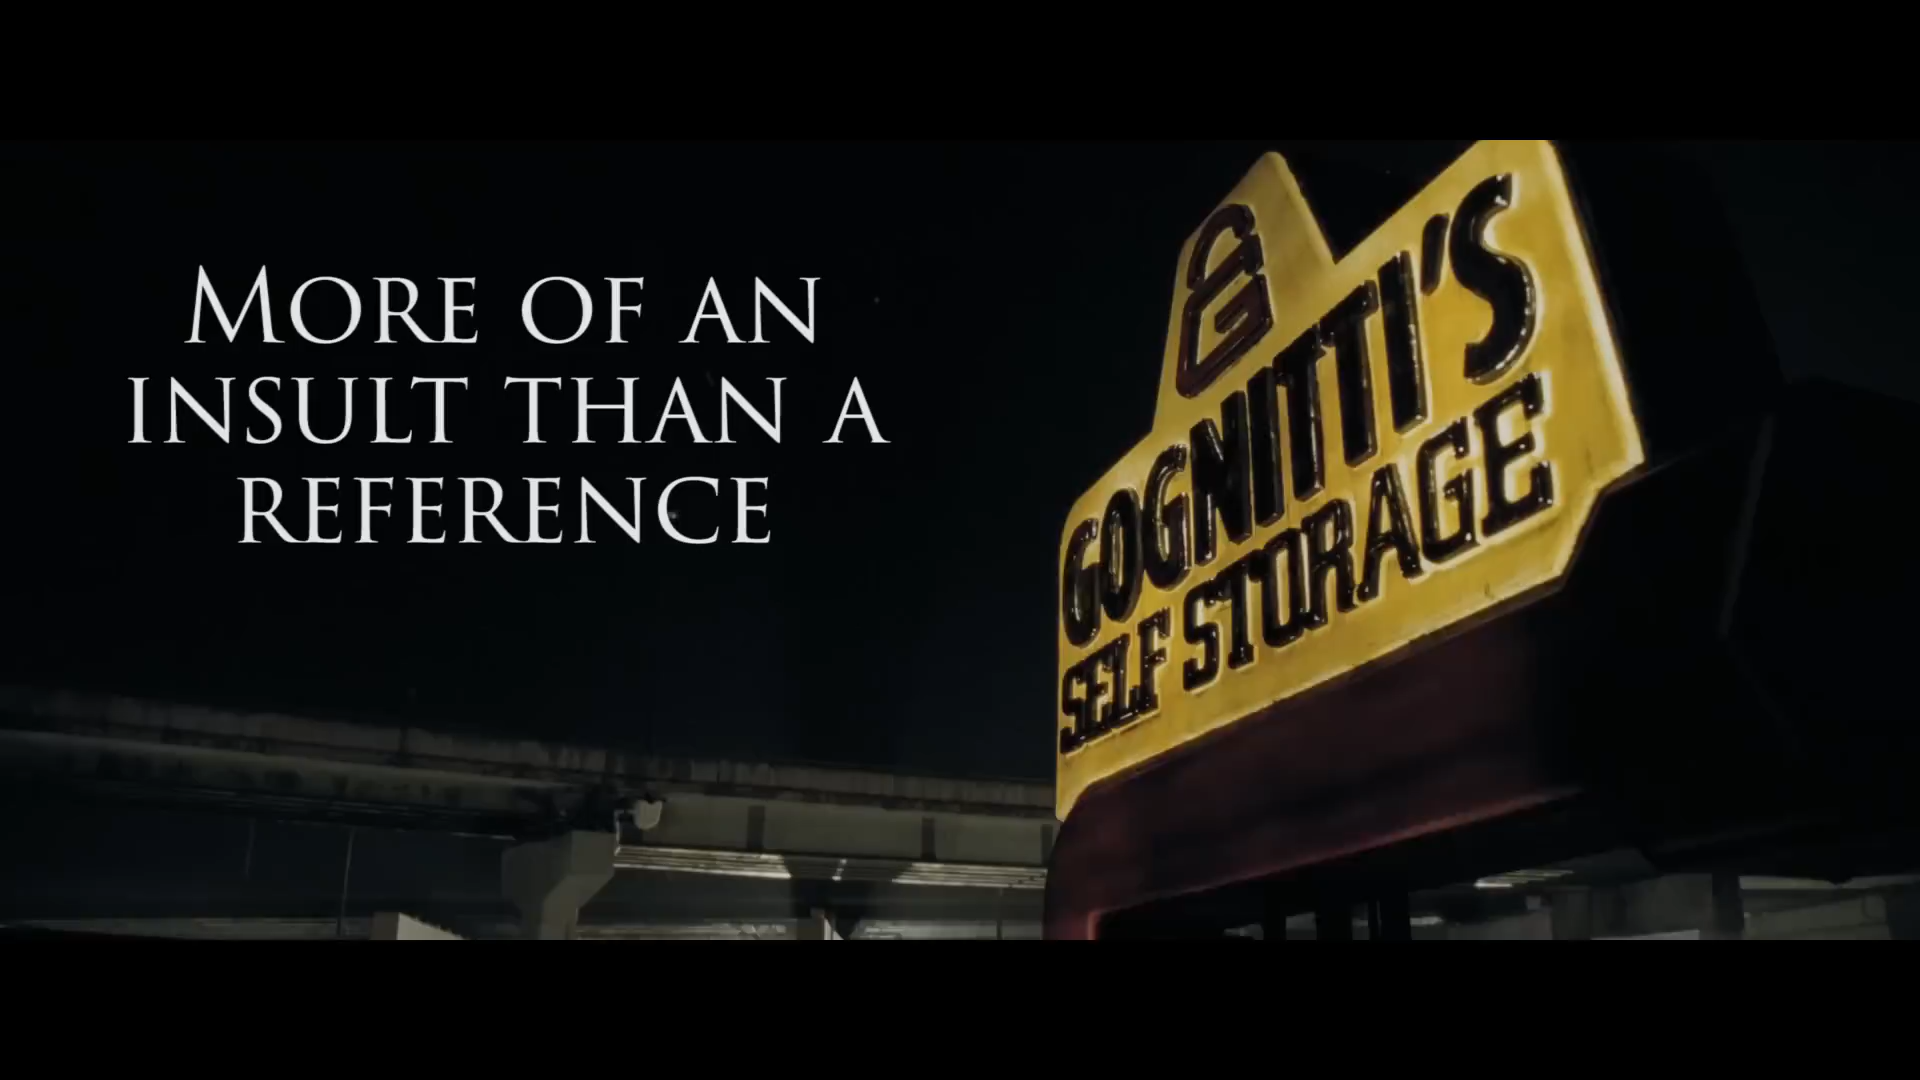 More of an
insult than a
reference
G
GOGNITTI'S
SELF STORAGE